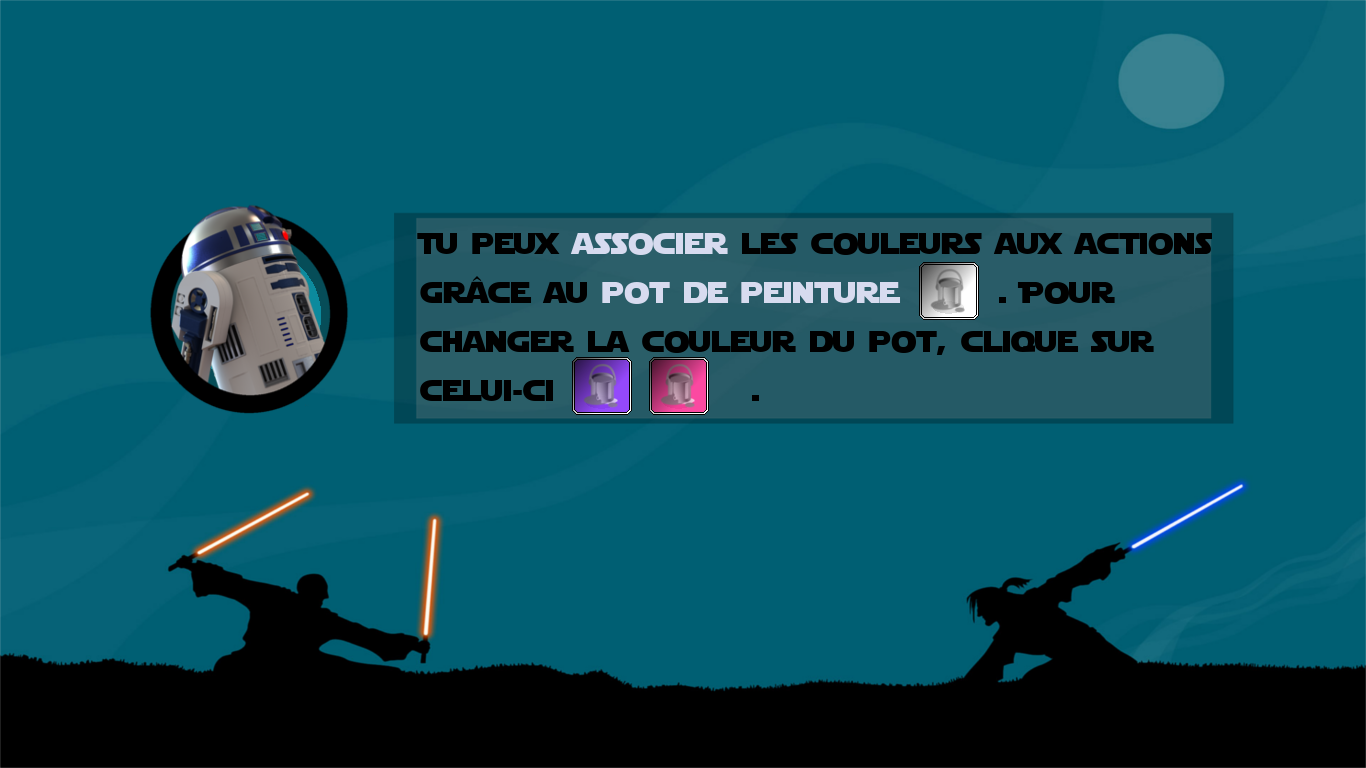 TU PEUX ASSOCIER LES COULEURS AUX ACTIONS
GRÂCE AU POT DE PEINTURE . POUR
CHANGER LA COULEUR DU POT, CLIQUE SUR
CELUI-CI .